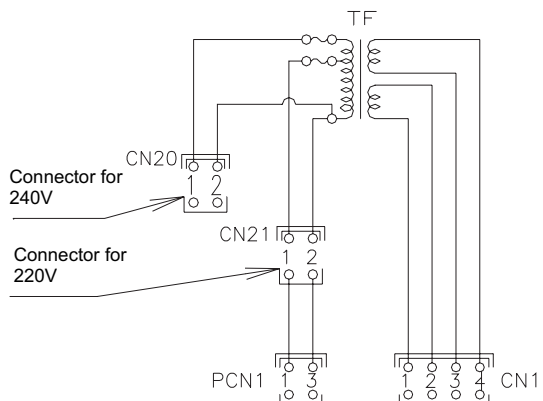 TF
CN20
1 2
Connector for
240V
CN21
1 2
Connector for
220V
PCN1 1 3
1 2 3 4 CN1